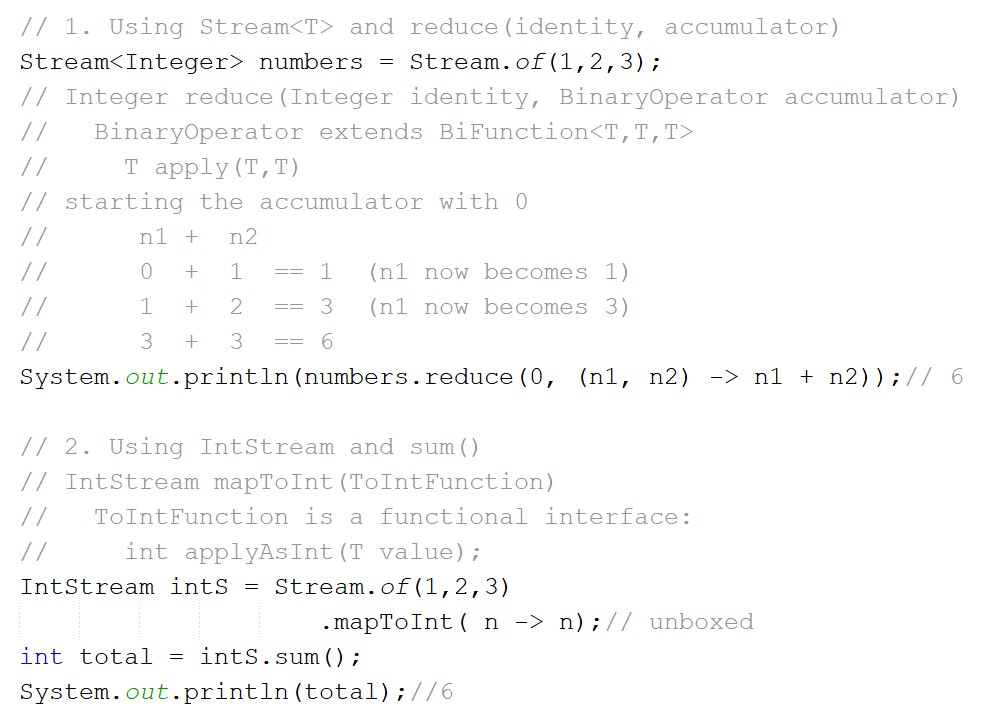 // 1. Using Stream<T> and reduce(identity, accumulator)
Stream<Integer> numbers = Stream.of(1,2,3);
// Integer reduce(Integer identity, BinaryOperator accumulator)
//   BinaryOperator extends BiFunction<T,T,T>
//     T apply(T,T)
// starting the accumulator with 0
//      n1 +  n2
//      0  +  1  == 1  (n1 now becomes 1)
//      1  +  2  == 3  (n1 now becomes 3)
//      3  +  3  == 6
System.out.println(numbers.reduce(0, (n1, n2) -> n1 + n2));// 6

// 2. Using IntStream and sum()
// IntStream mapToInt(ToIntFunction)
//   ToIntFunction is a functional interface:
//     int applyAsInt(T value);
IntStream intS = Stream.of(1,2,3)
                    .mapToInt( n -> n);// unboxed
int total = intS.sum();
System.out.println(total);//6